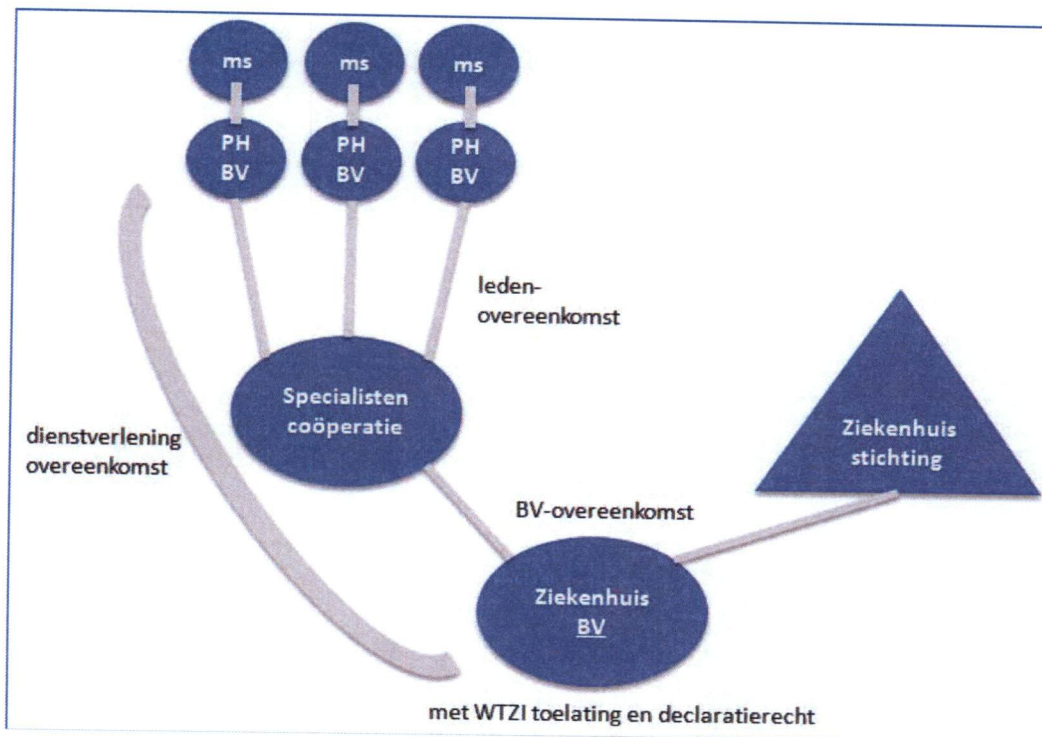 ms ms ms
PH PH PH
BV BV BV
leden-
overeenkomst
Specialisten
coöperatie
dienstverlening
overeenkomst
Ziekenhuis
stichting
BV-overeenkomst
Ziekenhuis
BV
met WTZI toelating en declaratierecht